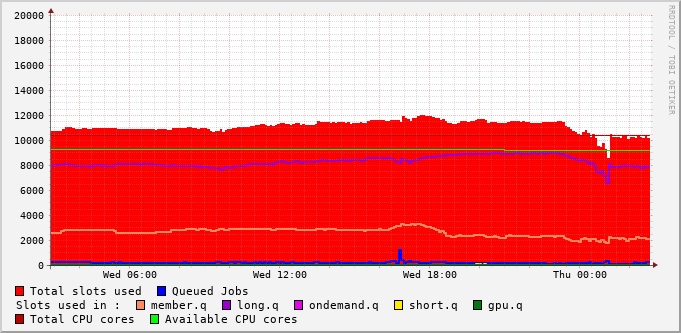 20000
18000
16000
14000
12000
10000
8000
6000
4000
2000
0
Wed 06:00 Wed 12:00 Wed 18:00 Thu 00:00
RRDTOOL / TOBI OETIKER
Total slots used Queued Jobs
Slots used in : member.q long.q ondemand.q short.q gpu.q
Total CPU cores Available CPU cores